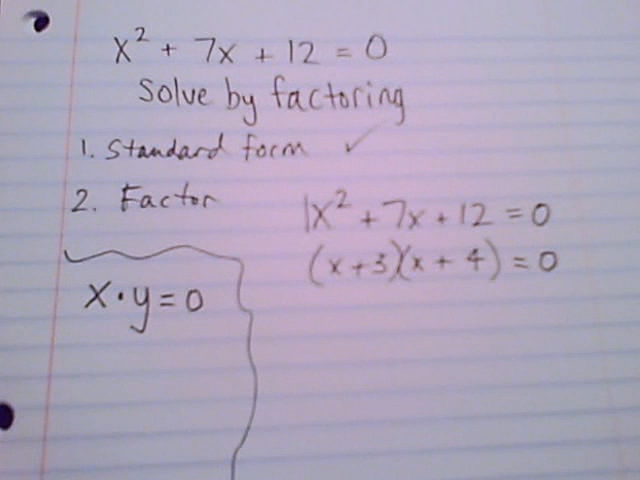 x² + 7x + 12 = 0
Solve by factoring
1. Standard form ✓
2. Factor
1x² + 7x + 12 = 0
(x + 3)(x + 4) = 0
x · y = 0